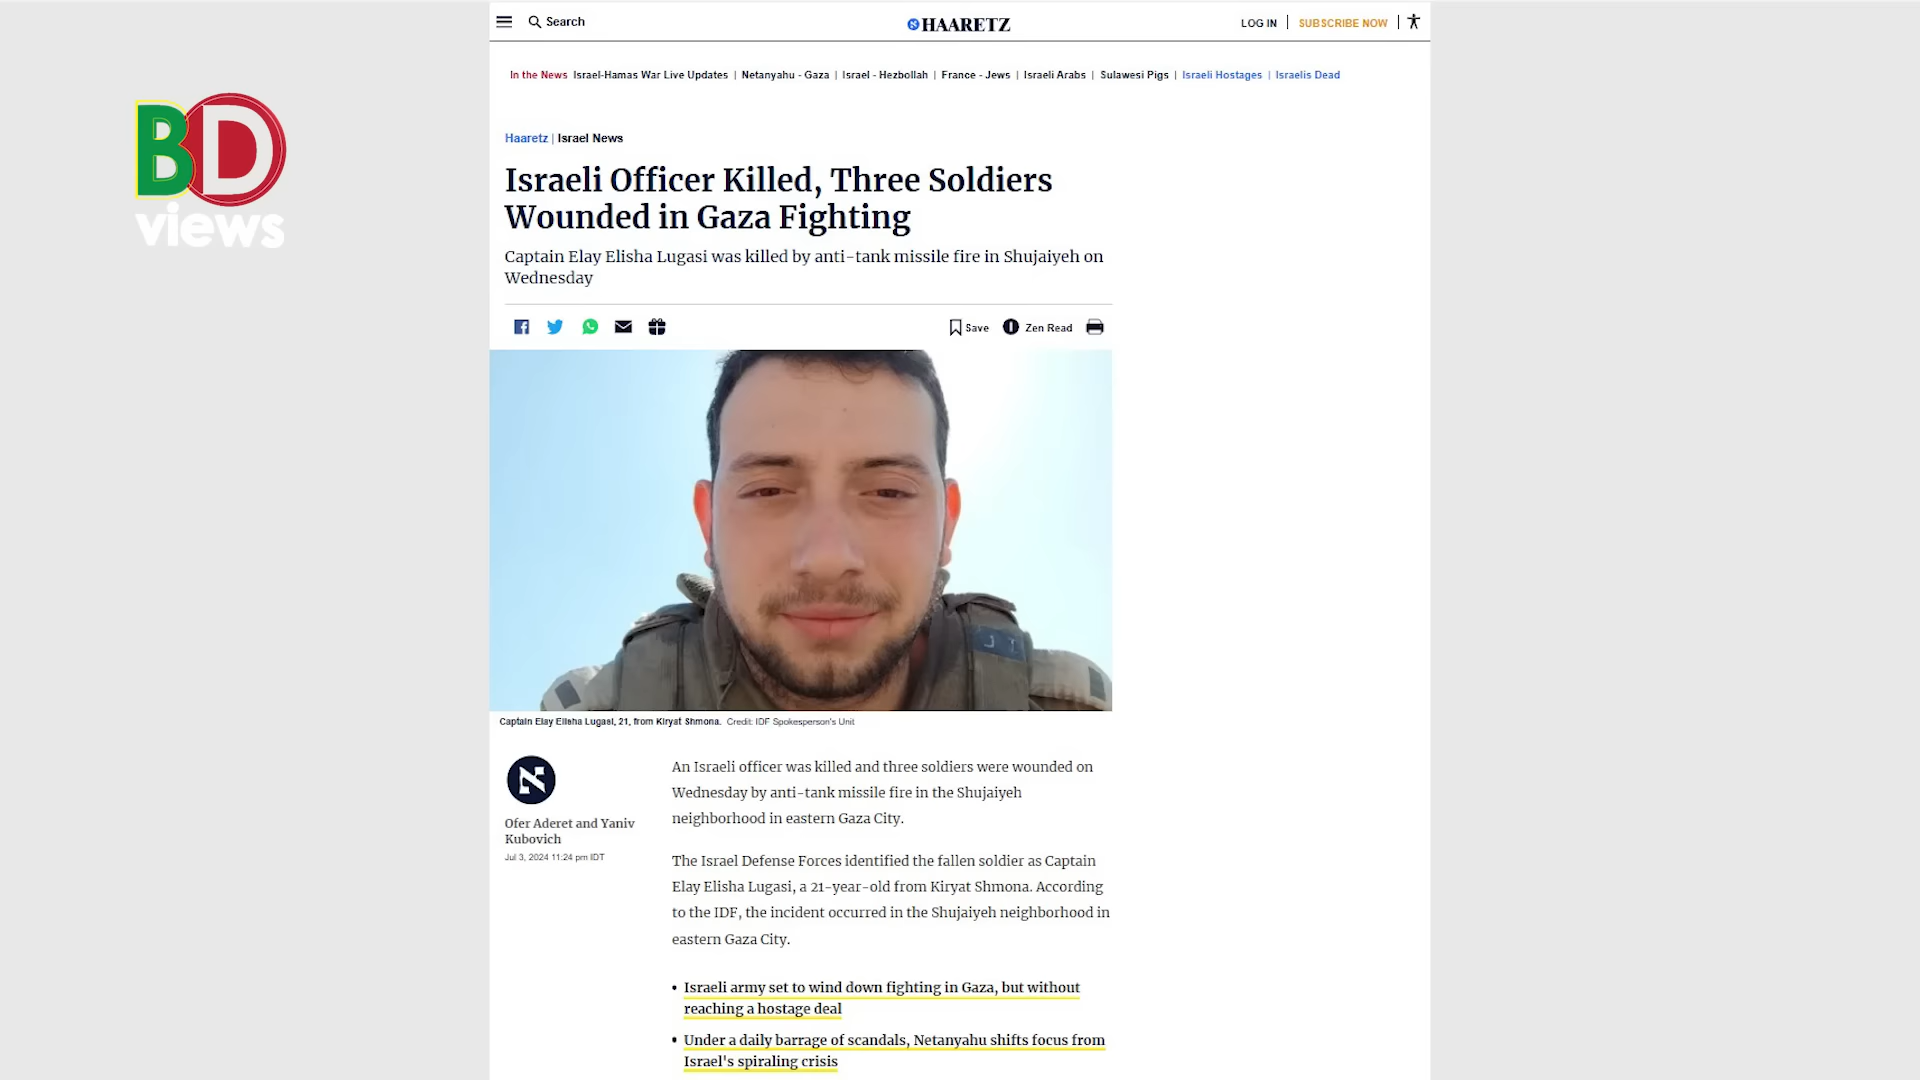 Search
HAARETZ
LOG IN
SUBSCRIBE NOW
In the News Israel-Hamas War Live Updates | Netanyahu - Gaza | Israel - Hezbollah | France - Jews | Israeli Arabs | Sulawesi Pigs | Israeli Hostages | Israelis Dead
BD
views
Haaretz | Israel News
Israeli Officer Killed, Three Soldiers
Wounded in Gaza Fighting
Captain Elay Elisha Lugasi was killed by anti-tank missile fire in Shujaiyeh on
Wednesday
Save
Zen Read
Captain Elay Elisha Lugasi, 21, from Kiryat Shmona. Credit: IDF Spokesperson's Unit
Ofer Aderet and Yaniv
Kubovich
Jul 3, 2024 11:24 pm IDT
An Israeli officer was killed and three soldiers were wounded on
Wednesday by anti-tank missile fire in the Shujaiyeh
neighborhood in eastern Gaza City.
The Israel Defense Forces identified the fallen soldier as Captain
Elay Elisha Lugasi, a 21-year-old from Kiryat Shmona. According
to the IDF, the incident occurred in the Shujaiyeh neighborhood in
eastern Gaza City.
• Israeli army set to wind down fighting in Gaza, but without
reaching a hostage deal
• Under a daily barrage of scandals, Netanyahu shifts focus from
Israel's spiraling crisis